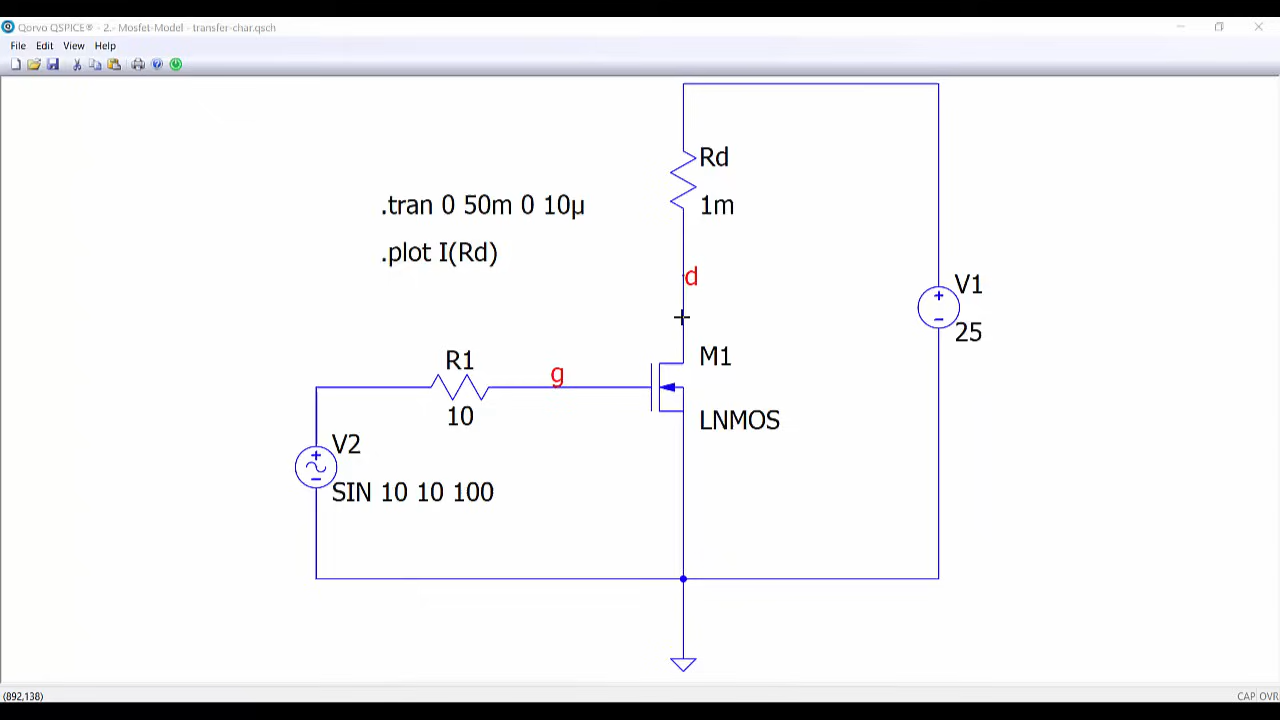 Qorvo QSPICE® - 2.- Mosfet-Model - transfer-char.qsch
File Edit View Help
Rd
1m
.tran 0 50m 0 10µ
.plot I(Rd)
d
V1
25
M1
LNMOS
R1
10
g
V2
SIN 10 10 100
(892,138)
CAP OVR